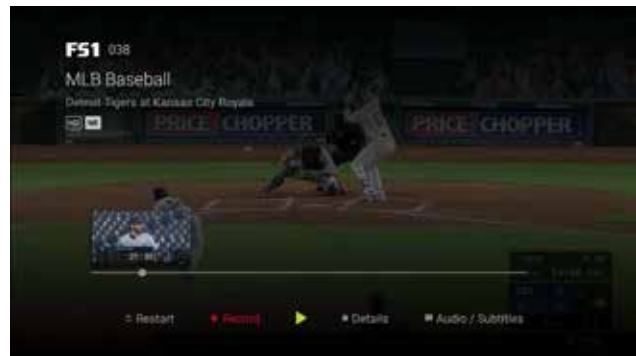 FS1 038
MLB Baseball
Detroit Tigers at Kansas City Royals
HD
PRICE CHOPPER PRICE CHOPPER
Restart Record Details Audio / Subtitles